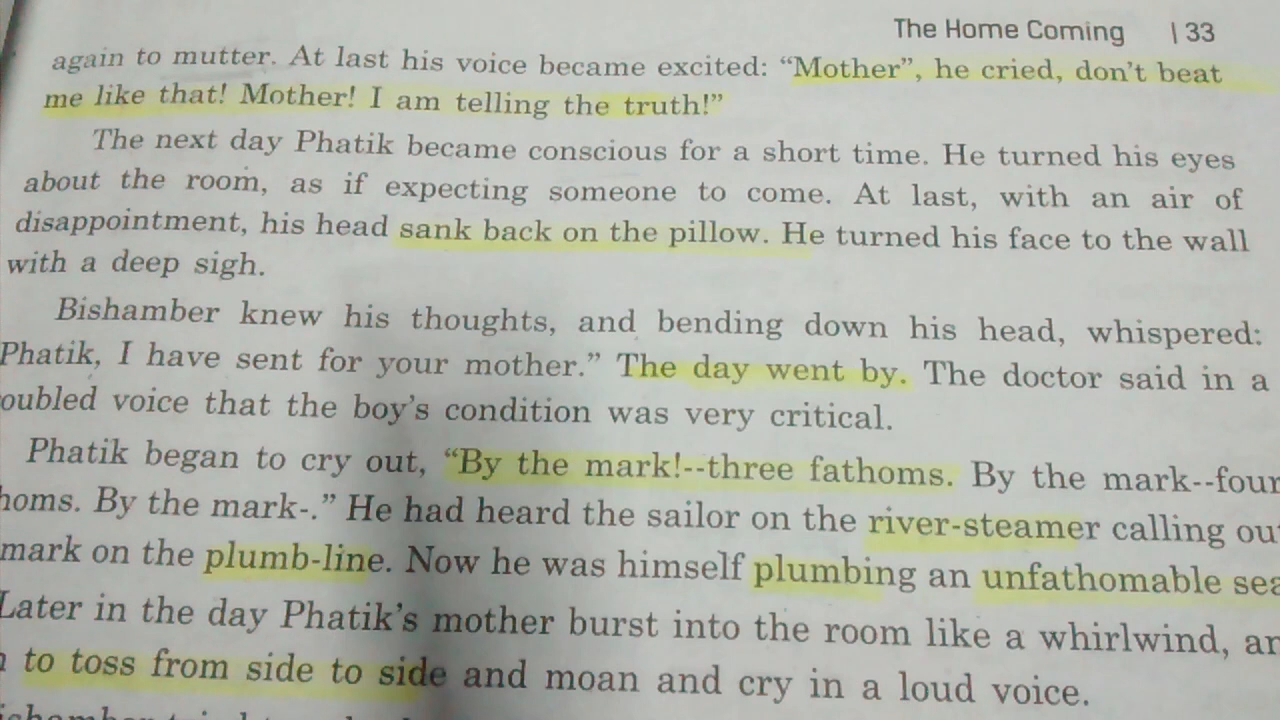 The Home Coming | 33
again to mutter. At last his voice became excited: “Mother”, he cried, don’t beat
me like that! Mother! I am telling the truth!”
The next day Phatik became conscious for a short time. He turned his eyes
about the room, as if expecting someone to come. At last, with an air of
disappointment, his head sank back on the pillow. He turned his face to the wall
with a deep sigh.
Bishamber knew his thoughts, and bending down his head, whispered:
Phatik, I have sent for your mother.” The day went by. The doctor said in a
oubled voice that the boy’s condition was very critical.
Phatik began to cry out, “By the mark!--three fathoms. By the mark--four
homs. By the mark-.” He had heard the sailor on the river-steamer calling ou
mark on the plumb-line. Now he was himself plumbing an unfathomable sea
Later in the day Phatik’s mother burst into the room like a whirlwind, an
to toss from side to side and moan and cry in a loud voice.